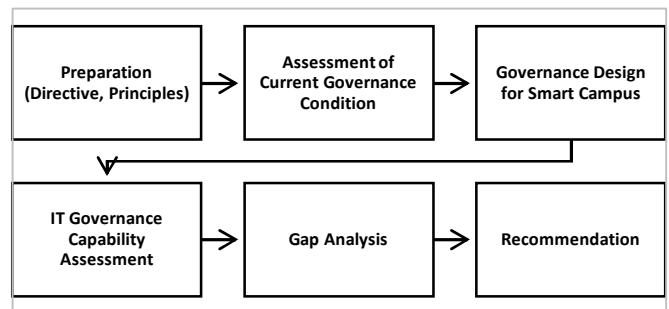 Preparation
(Directive, Principles)
Assessment of
Current Governance
Condition
Governance Design
for Smart Campus
IT Governance
Capability
Assessment
Gap Analysis
Recommendation